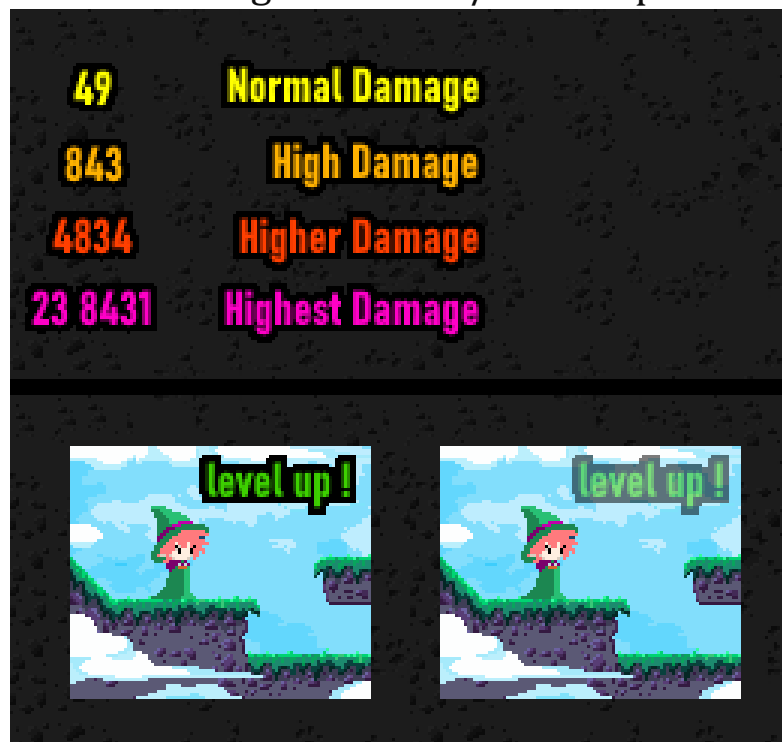 49 Normal Damage
843 High Damage
4834 Higher Damage
23 8431 Highest Damage
level up !
level up !